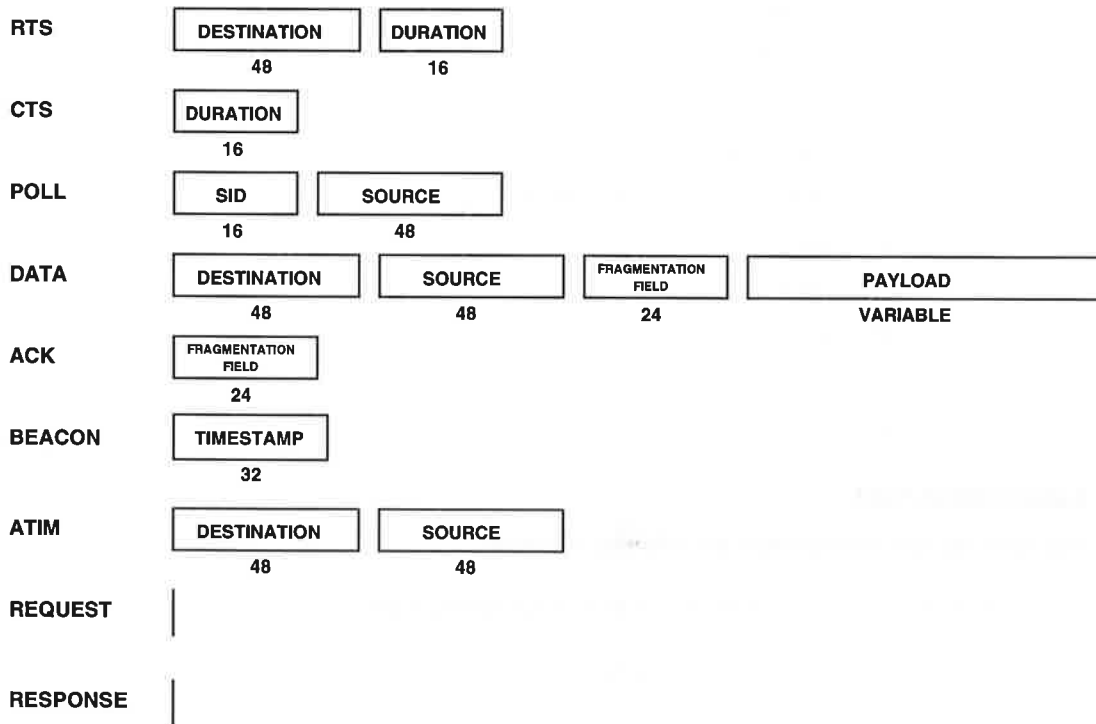 RTS DESTINATION DURATION
48 16
CTS DURATION
16
POLL SID SOURCE
16 48
DATA DESTINATION SOURCE FRAGMENTATION FIELD PAYLOAD
48 48 24 VARIABLE
ACK FRAGMENTATION FIELD
24
BEACON TIMESTAMP
32
ATIM DESTINATION SOURCE
48 48
REQUEST
RESPONSE